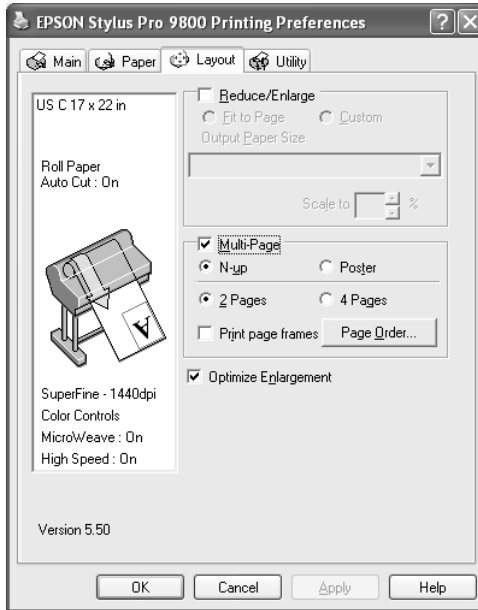 EPSON Stylus Pro 9800 Printing Preferences
Main Paper Layout Utility
US C 17 x 22 in
Roll Paper
Auto Cut : On
A
SuperFine - 1440dpi
Color Controls
MicroWeave : On
High Speed : On
Version 5.50
Reduce/Enlarge
Fit to Page Custom
Output Paper Size
Scale to %
Multi-Page
N-up Poster
2 Pages 4 Pages
Print page frames Page Order...
Optimize Enlargement
OK Cancel Apply Help